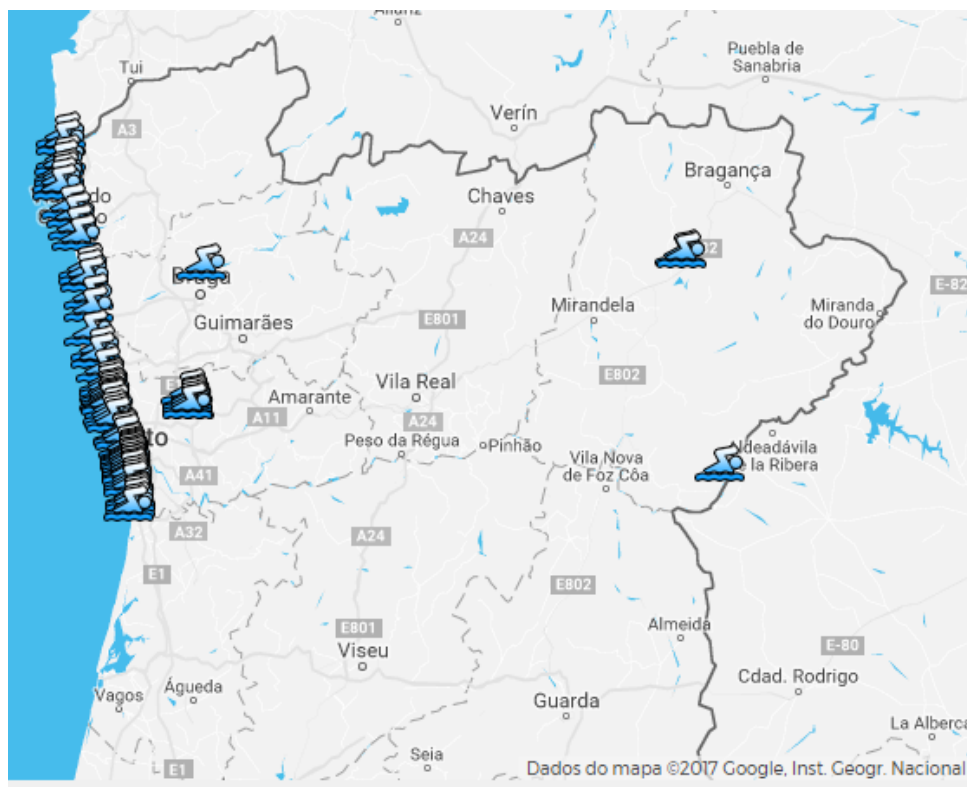 Tui
Puebla de
Sanabria
Verín
A3
Bragança
Chaves
A24
E-82
Mirandela
Miranda
do Douro
Guimarães
E801
E802
Vila Real
Amarante
A11
A24
Peso da Régua
Pinhão
A41
Vila Nova
de Foz Côa
la Ribera
A32
A24
E1
E802
E801
Almeida
Viseu
E-80
Cdad. Rodrigo
Vagos
Águeda
Guarda
La Alberca
Seia
E1
Dados do mapa ©2017 Google, Inst. Geogr. Nacional